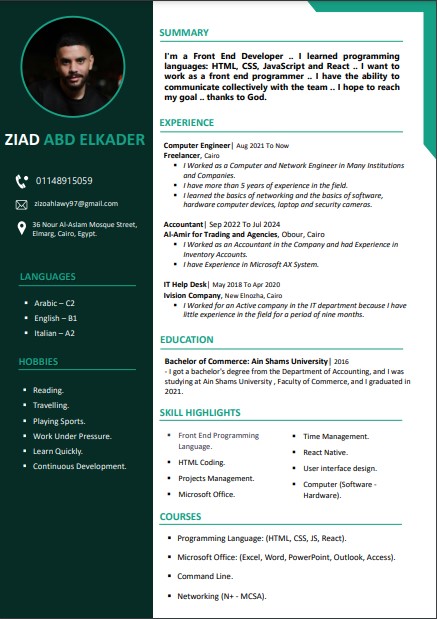 ZIAD ABD ELKADER
01148915059
zizoahlawy97@gmail.com
36 Nour Al-Aslam Mosque Street,
Elmarg, Cairo, Egypt.
LANGUAGES
Arabic – C2
English – B1
Italian – A2
HOBBIES
Reading.
Travelling.
Playing Sports.
Work Under Pressure.
Learn Quickly.
Continuous Development.
SUMMARY
I'm a Front End Developer .. I learned programming
languages: HTML, CSS, JavaScript and React .. I want to
work as a front end programmer .. I have the ability to
communicate collectively with the team .. I hope to reach
my goal .. thanks to God.
EXPERIENCE
Computer Engineer| Aug 2021 To Now
Freelancer, Cairo
I Worked as a Computer and Network Engineer in Many Institutions
and Companies.
I have more than 5 years of experience in the field.
I learned the basics of networking and the basics of software,
hardware computer devices, laptop and security cameras.
Accountant| Sep 2022 To Jul 2024
Al-Amir for Trading and Agencies, Obour, Cairo
I Worked as an Accountant in the Company and had Experience in
Inventory Accounts.
I have Experience in Microsoft AX System.
IT Help Desk| May 2018 To Apr 2020
Ivision Company, New Elnozha, Cairo
I Worked for an Active company in the IT department because I have
little experience in the field for a period of nine months.
EDUCATION
Bachelor of Commerce: Ain Shams University| 2016
- I got a bachelor's degree from the Department of Accounting, and I was
studying at Ain Shams University , Faculty of Commerce, and I graduated in
2021.
SKILL HIGHLIGHTS
Front End Programming
Language.
HTML Coding.
Projects Management.
Microsoft Office.
Time Management.
React Native.
User interface design.
Computer (Software -
Hardware).
COURSES
Programming Language: (HTML, CSS, JS, React).
Microsoft Office: (Excel, Word, PowerPoint, Outlook, Access).
Command Line.
Networking (N+ - MCSA).